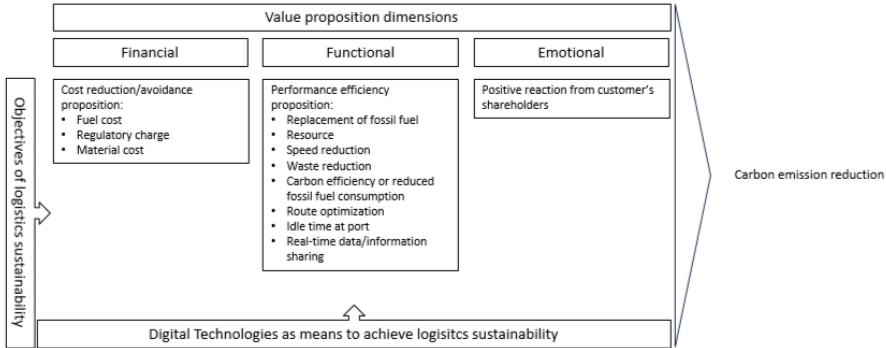 Value proposition dimensions
Financial
Functional
Emotional
Objectives of logistics sustainability
Cost reduction/avoidance
proposition:
• Fuel cost
• Regulatory charge
• Material cost
Performance efficiency
proposition:
• Replacement of fossil fuel
• Resource
• Speed reduction
• Waste reduction
• Carbon efficiency or reduced
fossil fuel consumption
• Route optimization
• Idle time at port
• Real-time data/information
sharing
Positive reaction from customer's
shareholders
Carbon emission reduction
Digital Technologies as means to achieve logisitcs sustainability